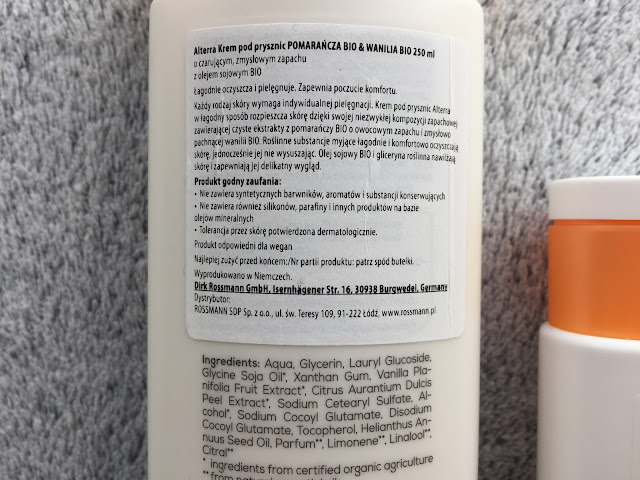 Alterra Krem pod prysznic POMARAŃCZA BIO & WANILIA BIO 250 ml
o czarującym, zmysłowym zapachu
z olejem sojowym BIO
Łagodnie oczyszcza i pielęgnuje. Zapewnia poczucie komfortu.
Każdy rodzaj skóry wymaga indywidualnej pielęgnacji. Krem pod prysznic Alterra
w łagodny sposób rozpieszcza skórę dzięki swojej niezwykłej kompozycji zapachowej
zawierającej czyste ekstrakty z pomarańczy BIO o owocowym zapachu i zmysłowo
pachnącej wanilii BIO. Roślinne substancje myjące łagodnie i komfortowo oczyszczają
skórę, jednocześnie jej nie wysuszając. Olej sojowy BIO i gliceryna roślinna nawilżają
skórę i zapewniają jej delikatny wygląd.
Produkt godny zaufania:
• Nie zawiera syntetycznych barwników, aromatów i substancji konserwujących
• Nie zawiera również silikonów, parafiny i innych produktów na bazie
olejów mineralnych
• Tolerancja przez skórę potwierdzona dermatologicznie.
Produkt odpowiedni dla wegan
Najlepiej zużyć przed końcem:/Nr partii produktu: patrz spód butelki.
Wyprodukowano w Niemczech.
Dirk Rossmann GmbH, Isernhägener Str. 16, 30938 Burgwedel, Germany
Dystrybutor:
ROSSMANN SDP Sp. z o.o., ul. św. Teresy 109, 91-222 Łódź, www.rossmann.pl
Ingredients: Aqua, Glycerin, Lauryl Glucoside,
Glycine Soja Oil*, Xanthan Gum, Vanilla Pla-
nifolia Fruit Extract*, Citrus Aurantium Dulcis
Peel Extract*, Sodium Cetearyl Sulfate, Al-
cohol*, Sodium Cocoyl Glutamate, Disodium
Cocoyl Glutamate, Tocopherol, Helianthus An-
nuus Seed Oil, Parfum**, Limonene**, Linalool**,
Citral**
* ingredients from certified organic agriculture